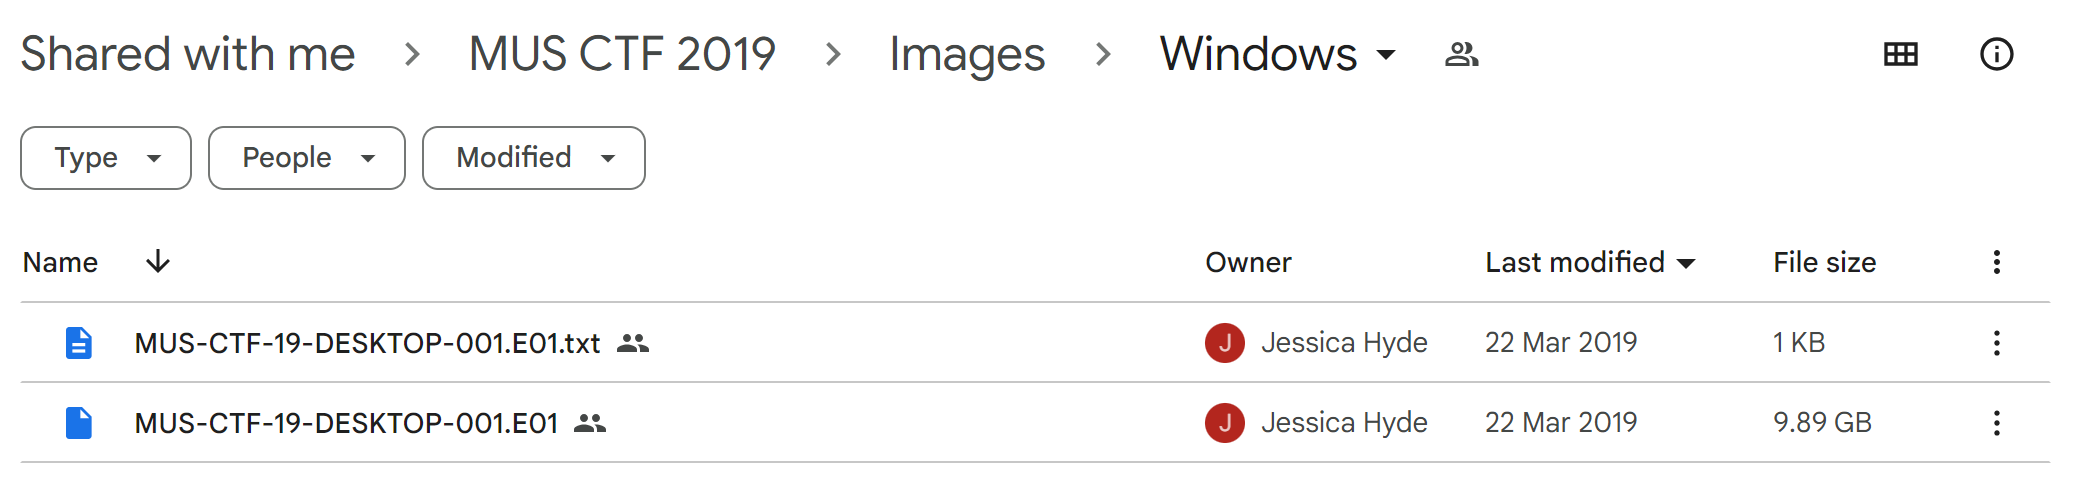 Shared with me > MUS CTF 2019 > Images > Windows
Type People Modified
Name Owner Last modified File size
MUS-CTF-19-DESKTOP-001.E01.txt J Jessica Hyde 22 Mar 2019 1 KB
MUS-CTF-19-DESKTOP-001.E01 J Jessica Hyde 22 Mar 2019 9.89 GB